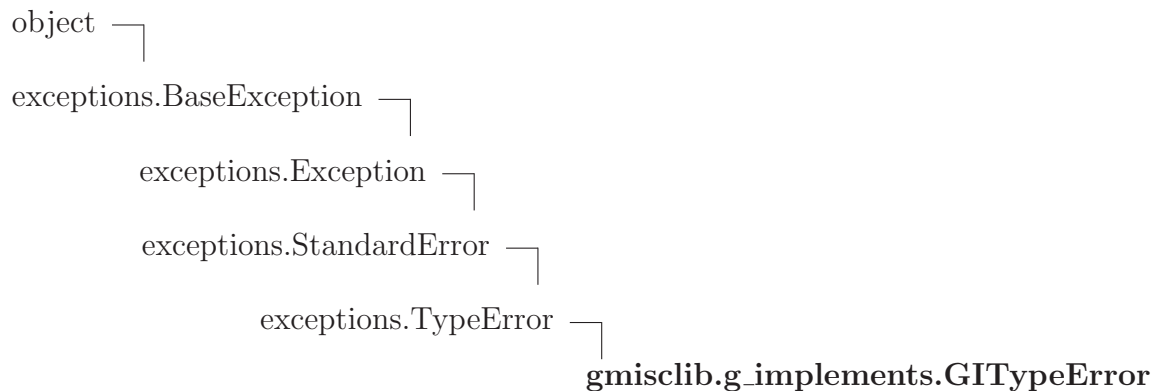 object
exceptions.BaseException
exceptions.Exception
exceptions.StandardError
exceptions.TypeError
gmisclib.g_implements.GITypeError